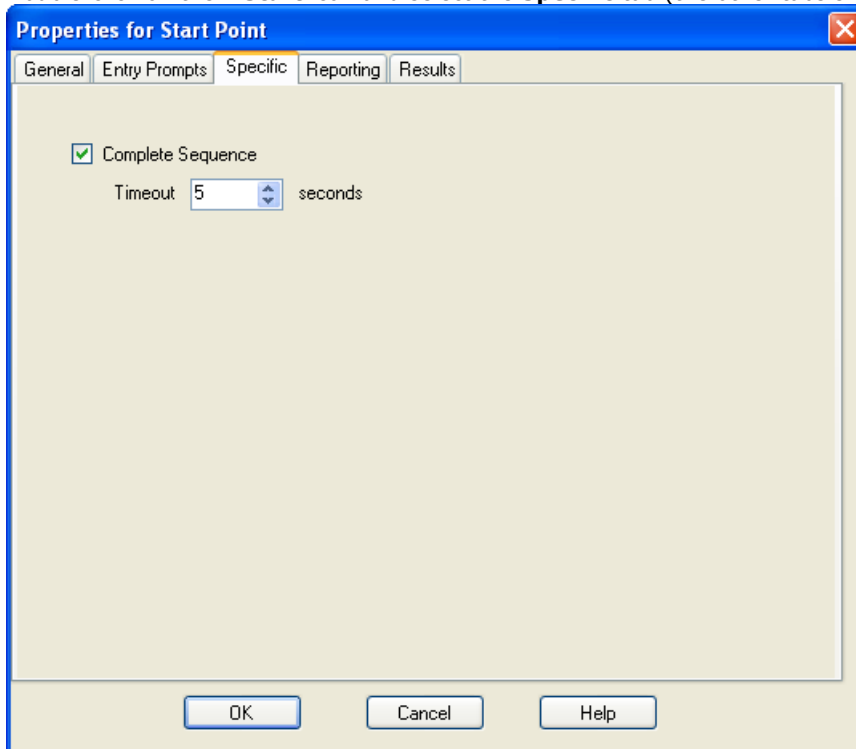 Properties for Start Point
General Entry Prompts Specific Reporting Results
Complete Sequence
Timeout 5 seconds
OK Cancel Help